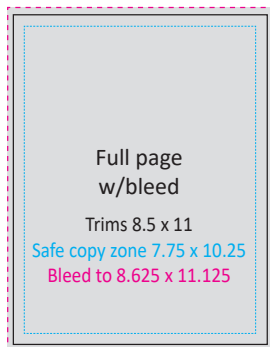 Full page
w/bleed
Trims 8.5 x 11
Safe copy zone 7.75 x 10.25
Bleed to 8.625 x 11.125